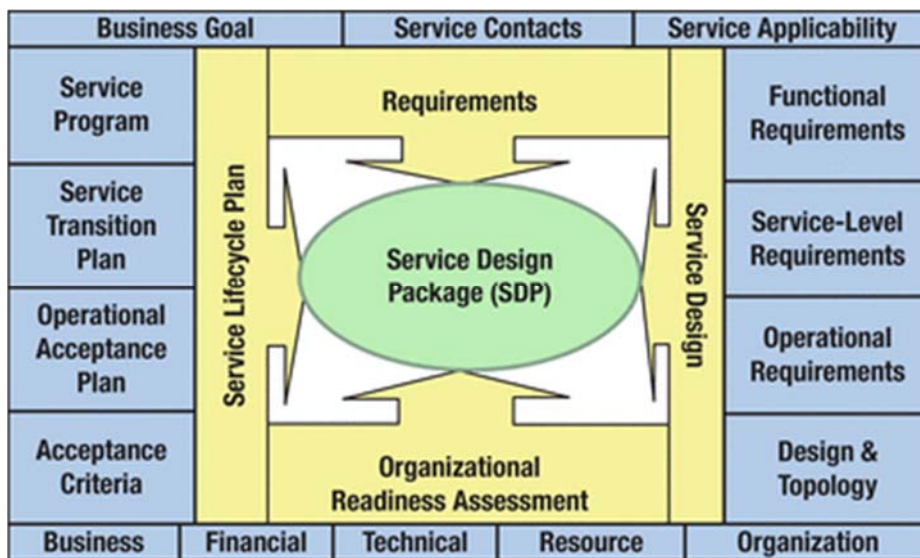 Business Goal
Service Contacts
Service Applicability
Service
Program
Service
Transition
Plan
Operational
Acceptance
Plan
Acceptance
Criteria
Service Lifecycle Plan
Requirements
Service Design
Package (SDP)
Organizational
Readiness Assessment
Service Design
Functional
Requirements
Service-Level
Requirements
Operational
Requirements
Design &
Topology
Business
Financial
Technical
Resource
Organization